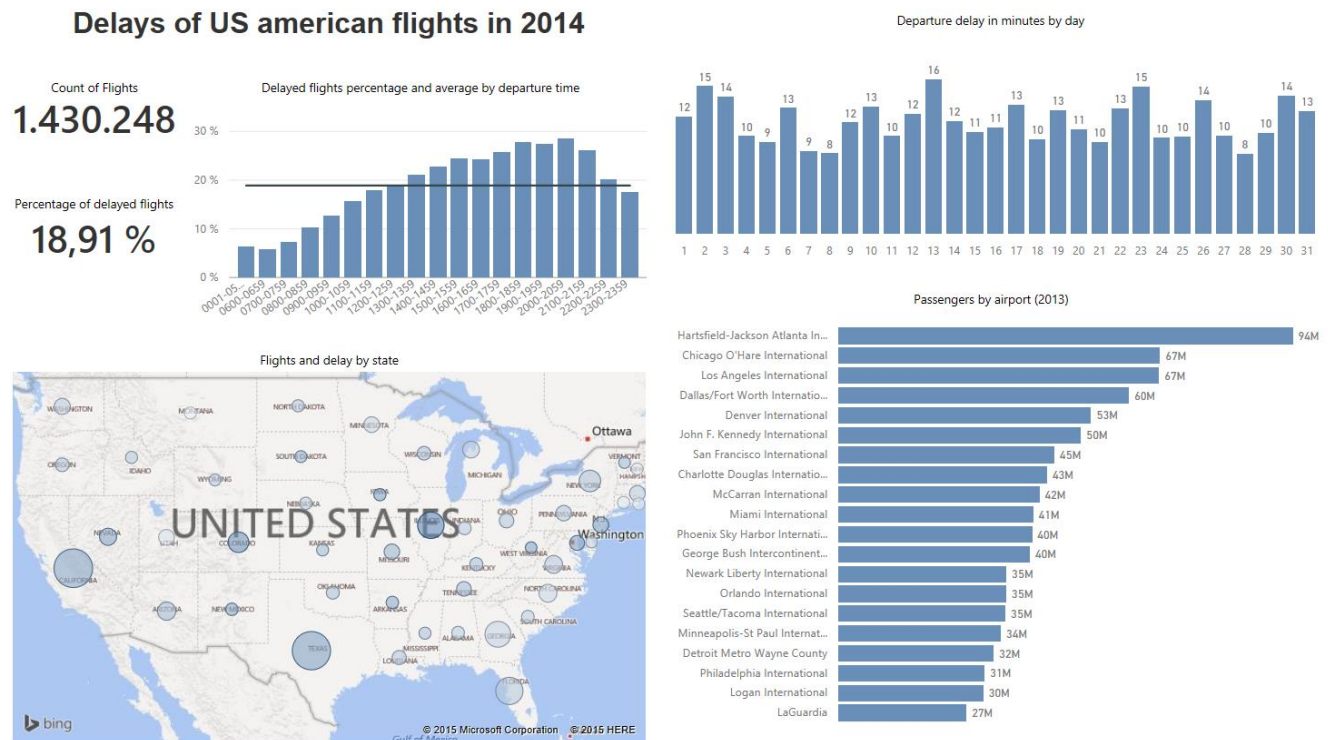 Delays of US american flights in 2014
Count of Flights
1.430.248
Percentage of delayed flights
18,91 %
Delayed flights percentage and average by departure time
30 %
20 %
10 %
0 %
0001-05...
0600-0659
0700-0759
0800-0859
0900-0959
1000-1059
1100-1159
1200-1259
1300-1359
1400-1459
1500-1559
1600-1659
1700-1759
1800-1859
1900-1959
2000-2059
2100-2159
2200-2259
2300-2359
Departure delay in minutes by day
12 15 14 10 9 13 9 8 12 13 10 12 16 12 11 11 13 10 13 11 10 13 15 10 10 14 10 8 10 14 13
1 2 3 4 5 6 7 8 9 10 11 12 13 14 15 16 17 18 19 20 21 22 23 24 25 26 27 28 29 30 31
Flights and delay by state
WASHINGTON
MONTANA
NORTH DAKOTA
MINNESOTA
Ottawa
OREGON
IDAHO
SOUTH DAKOTA
WISCONSIN
VERMONT
WYOMING
MICHIGAN
NEW YORK
NEBRASKA
IOWA
UNITED STATES
NEVADA
UTAH
COLORADO
ILLINOIS
INDIANA
OHIO
PENNSYLVANIA
Washington
KANSAS
MISSOURI
WEST VIRGINIA
KENTUCKY
VIRGINIA
CALIFORNIA
OKLAHOMA
TENNESSEE
NORTH CAROLINA
ARIZONA
NEW MEXICO
ARKANSAS
SOUTH CAROLINA
MISSISSIPPI
ALABAMA
GEORGIA
TEXAS
LOUISIANA
FLORIDA
bing
© 2015 Microsoft Corporation © 2015 HERE
Gulf of Mexico
Passengers by airport (2013)
Hartsfield-Jackson Atlanta In... 94M
Chicago O'Hare International 67M
Los Angeles International 67M
Dallas/Fort Worth Internatio... 60M
Denver International 53M
John F. Kennedy International 50M
San Francisco International 45M
Charlotte Douglas Internatio... 43M
McCarran International 42M
Miami International 41M
Phoenix Sky Harbor Internati... 40M
George Bush Intercontinent... 40M
Newark Liberty International 35M
Orlando International 35M
Seattle/Tacoma International 35M
Minneapolis-St Paul Internat... 34M
Detroit Metro Wayne County 32M
Philadelphia International 31M
Logan International 30M
LaGuardia 27M